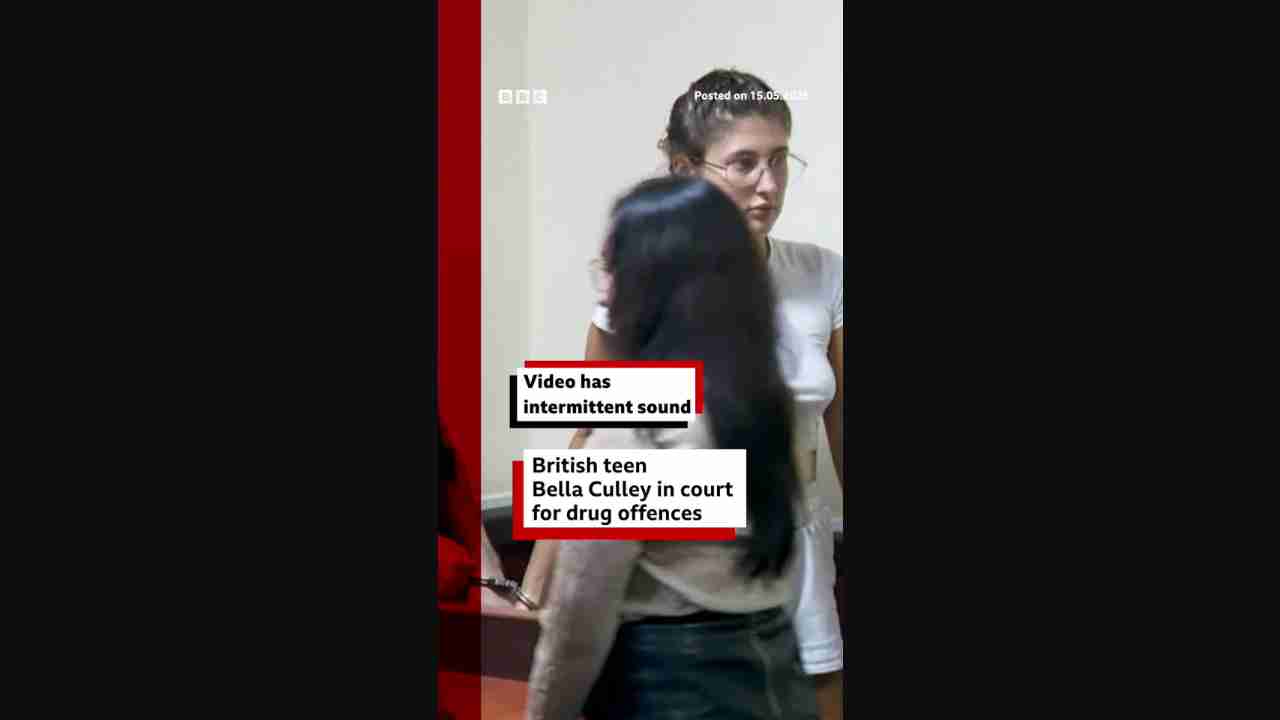 BBC
Posted on 15.05.2025
Video has
intermittent sound
British teen
Bella Culley in court
for drug offences